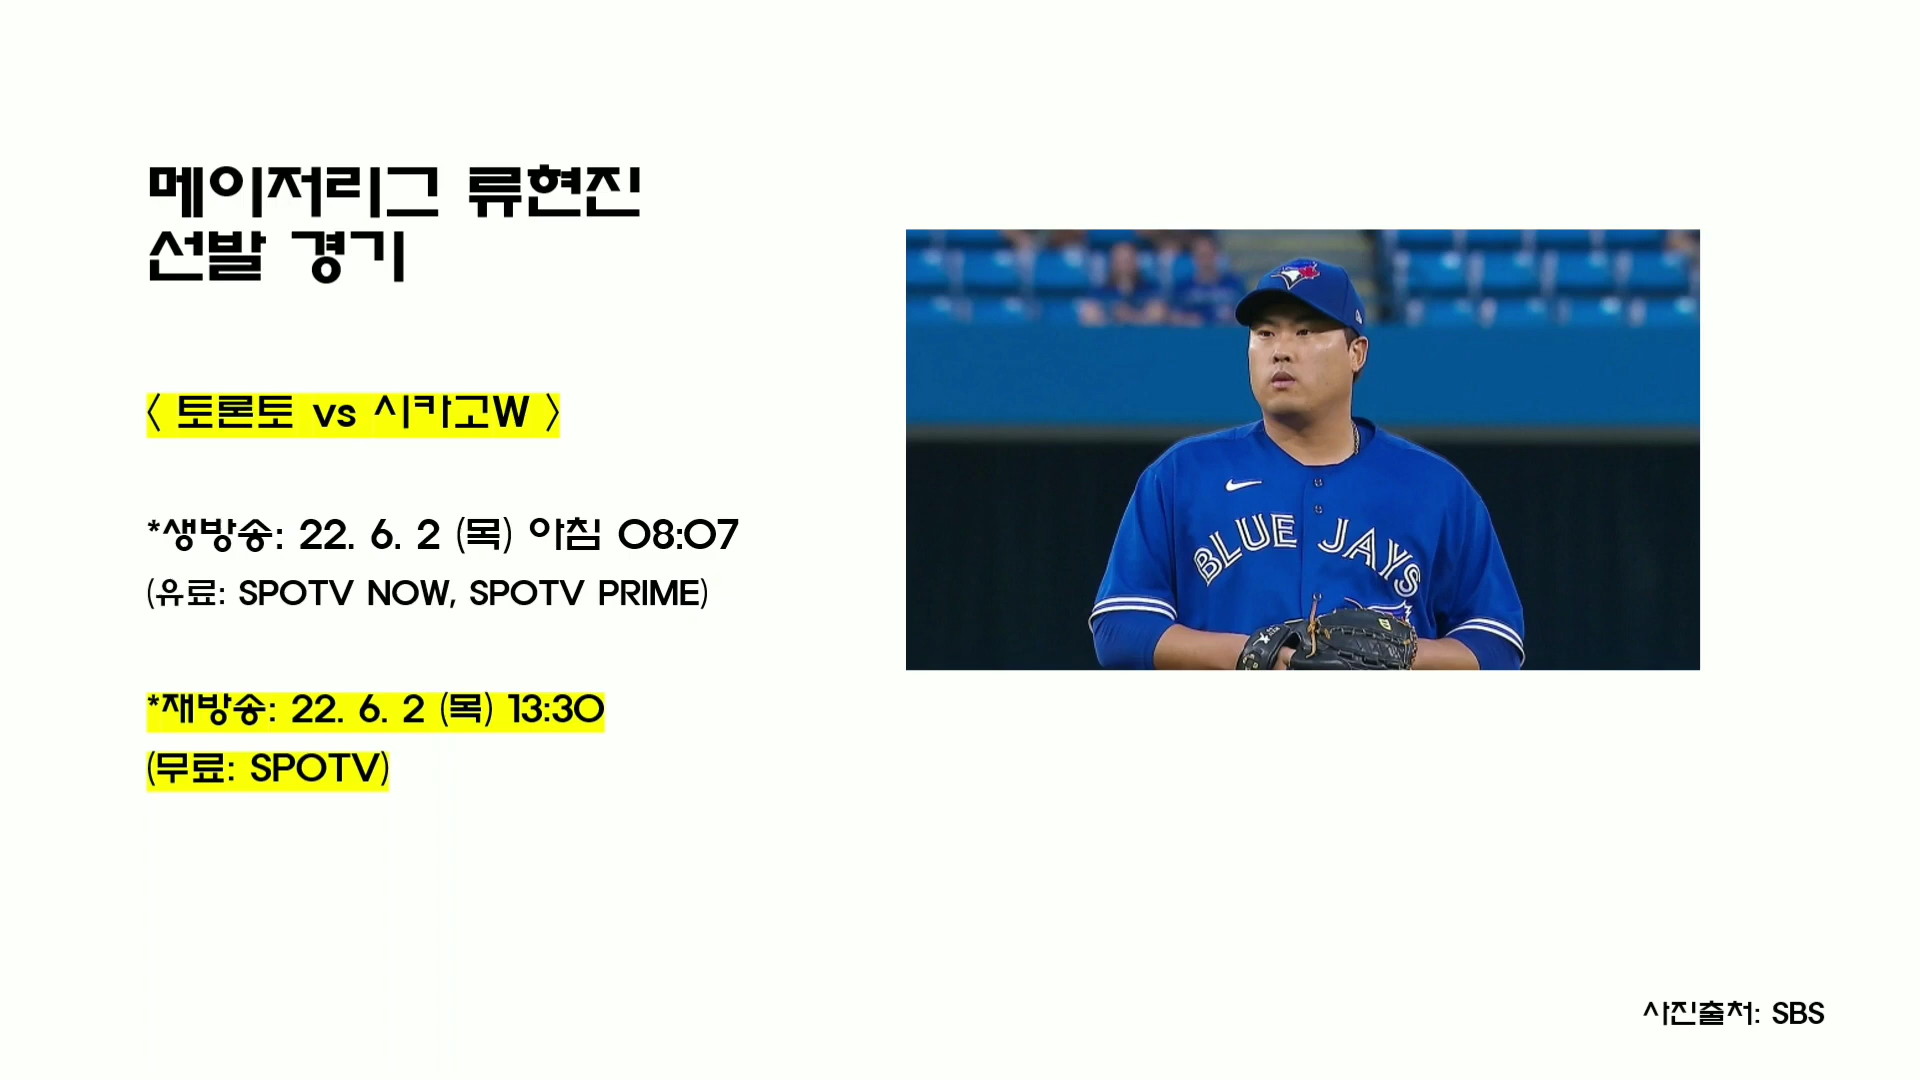 메이저리그 류현진
선발 경기
< 토론토 vs 시카고W >
*생방송: 22. 6. 2 (목) 아침 08:07
(유료: SPOTV NOW, SPOTV PRIME)
*재방송: 22. 6. 2 (목) 13:30
(무료: SPOTV)
BLUE JAYS
사진출처: SBS